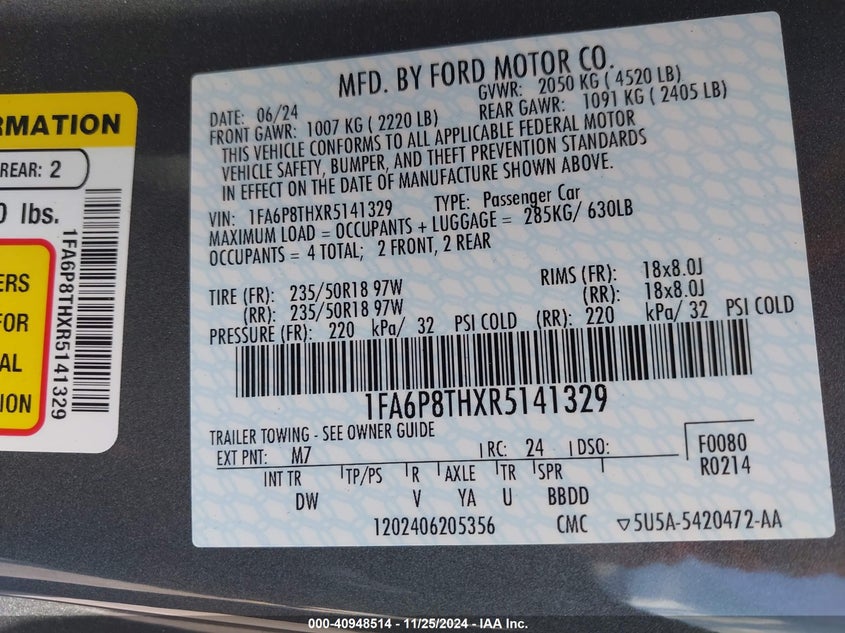 RMATION
REAR: 2
0 lbs.
ERS
FOR
AL
ION
1FA6P8THXR5141329
MFD. BY FORD MOTOR CO.
DATE: 06/24 GVWR: 2050 KG ( 4520 LB)
FRONT GAWR: 1007 KG ( 2220 LB) REAR GAWR: 1091 KG ( 2405 LB)
THIS VEHICLE CONFORMS TO ALL APPLICABLE FEDERAL MOTOR
VEHICLE SAFETY, BUMPER, AND THEFT PREVENTION STANDARDS
IN EFFECT ON THE DATE OF MANUFACTURE SHOWN ABOVE.
VIN: 1FA6P8THXR5141329 TYPE: Passenger Car
MAXIMUM LOAD = OCCUPANTS + LUGGAGE = 285KG/ 630LB
OCCUPANTS = 4 TOTAL; 2 FRONT, 2 REAR
TIRE (FR): 235/50R18 97W RIMS (FR): 18x8.0J
(RR): 235/50R18 97W (RR): 18x8.0J
PRESSURE (FR): 220 kPa/ 32 PSI COLD (RR): 220 kPa/ 32 PSI COLD
1FA6P8THXR5141329
TRAILER TOWING - SEE OWNER GUIDE
EXT PNT: M7 RC: 24 DSO: F0080
INT TR TP/PS R AXLE TR SPR R0214
DW V YA U BBDD
1202406205356 CMC ▽5U5A-5420472-AA
000-40948514 - 11/25/2024 - IAA Inc.